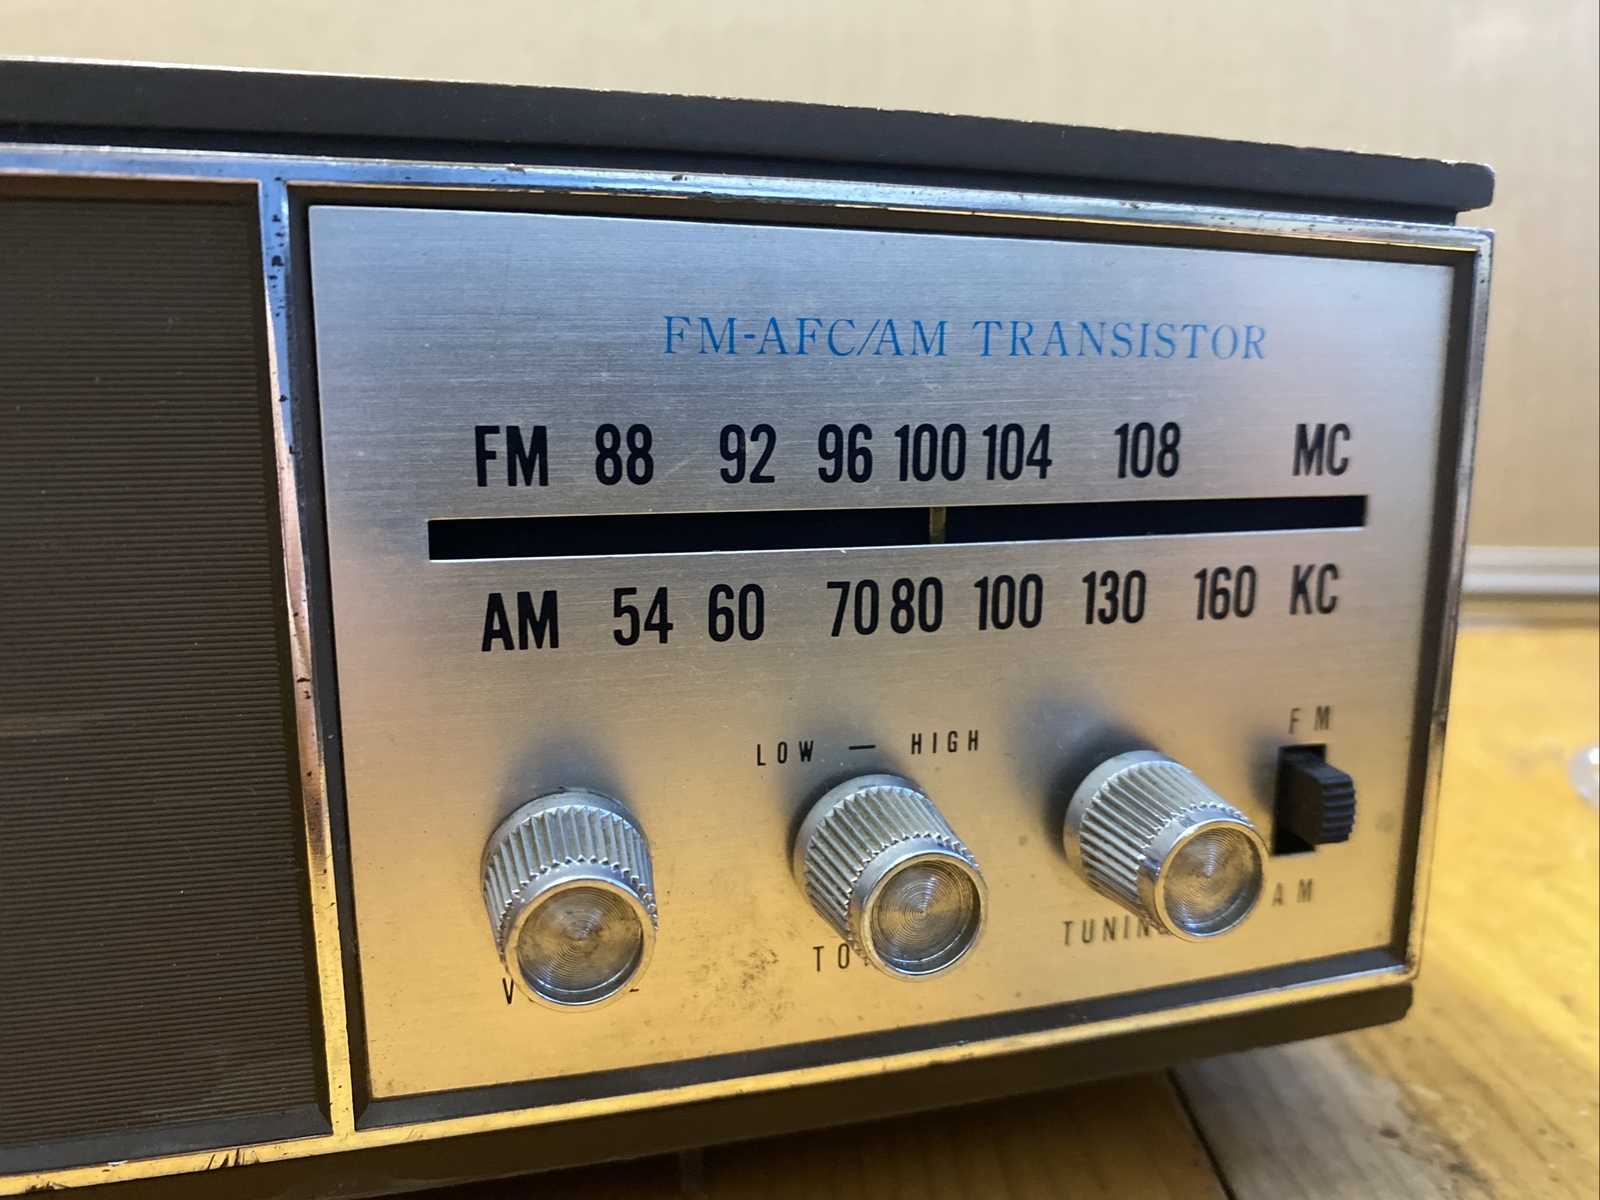 FM-AFC/AM TRANSISTOR
FM 88 92 96 100 104 108 MC
AM 54 60 70 80 100 130 160 KC
FM
LOW — HIGH
AM